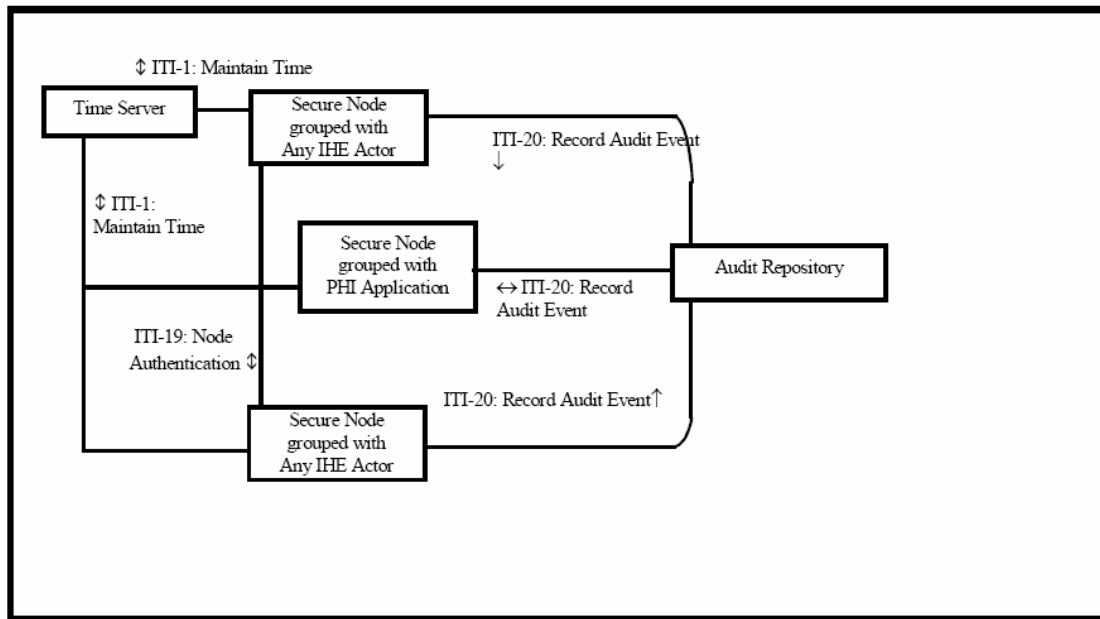 ↕ ITI-1: Maintain Time
Time Server
Secure Node
grouped with
Any IHE Actor
ITI-20: Record Audit Event
↓
↕ ITI-1:
Maintain Time
Secure Node
grouped with
PHI Application
Audit Repository
↔ ITI-20: Record
Audit Event
ITI-19: Node
Authentication ↕
ITI-20: Record Audit Event↑
Secure Node
grouped with
Any IHE Actor